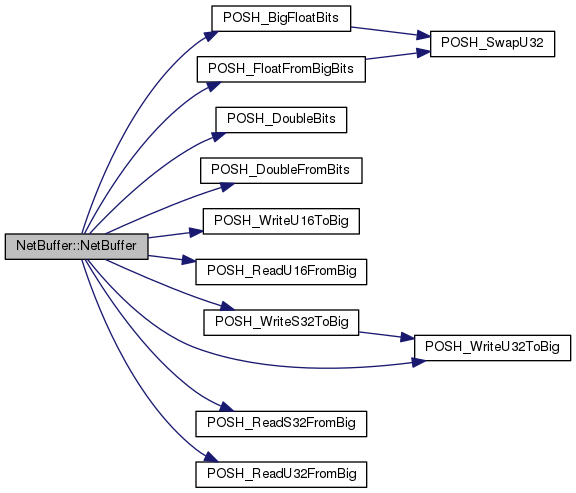 POSH_BigFloatBits
POSH_SwapU32
POSH_FloatFromBigBits
POSH_DoubleBits
POSH_DoubleFromBits
POSH_WriteU16ToBig
NetBuffer::NetBuffer
POSH_ReadU16FromBig
POSH_WriteS32ToBig
POSH_WriteU32ToBig
POSH_ReadS32FromBig
POSH_ReadU32FromBig